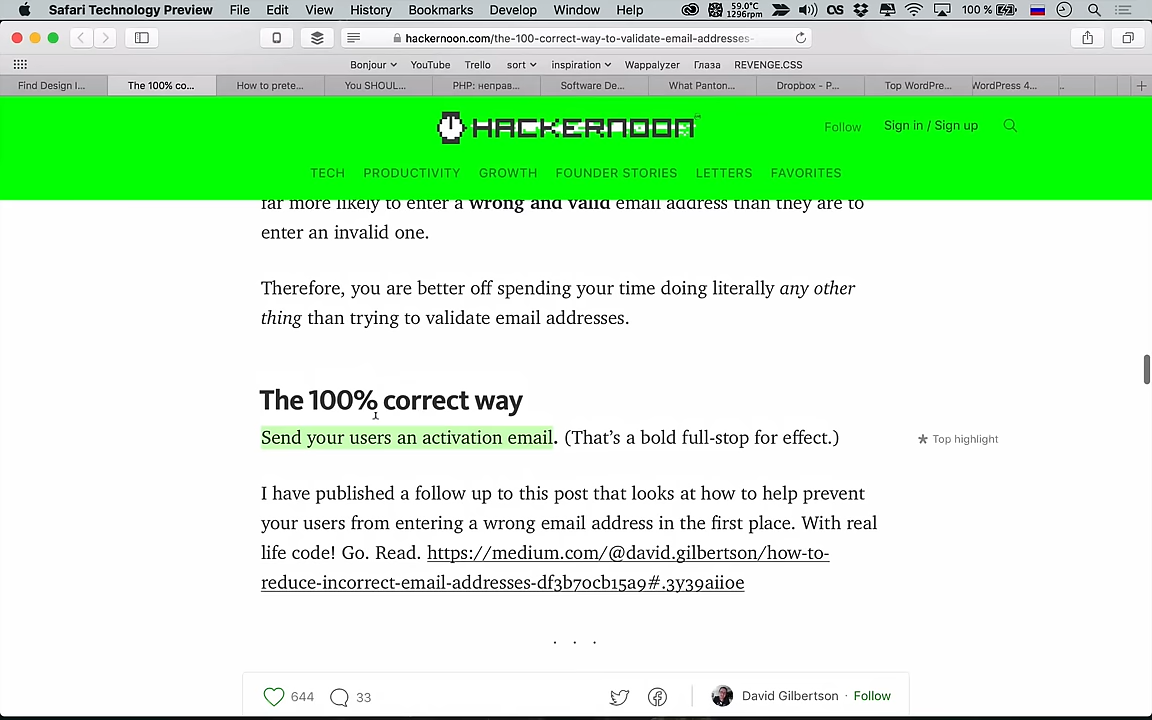 Safari Technology Preview File Edit View History Bookmarks Develop Window Help 59.0°C 1296rpm 100 %
hackernoon.com/the-100-correct-way-to-validate-email-addresses-
Bonjour YouTube Trello sort inspiration Wappalyzer Глаза REVENGE.CSS
Find Design I... The 100% co... How to prete... You SHOUL... PHP: неправ... Software De... What Panton... Dropbox - P... Top WordPre... WordPress 4...
HACKERNOON
Follow Sign in / Sign up
TECH PRODUCTIVITY GROWTH FOUNDER STORIES LETTERS FAVORITES
far more likely to enter a wrong and valid email address than they are to
enter an invalid one.
Therefore, you are better off spending your time doing literally any other
thing than trying to validate email addresses.
The 100% correct way
Send your users an activation email. (That’s a bold full-stop for effect.)
Top highlight
I have published a follow up to this post that looks at how to help prevent
your users from entering a wrong email address in the first place. With real
life code! Go. Read. https://medium.com/@david.gilbertson/how-to-
reduce-incorrect-email-addresses-df3b70cb15a9#.3y39aiioe
. . .
644 33 David Gilbertson · Follow